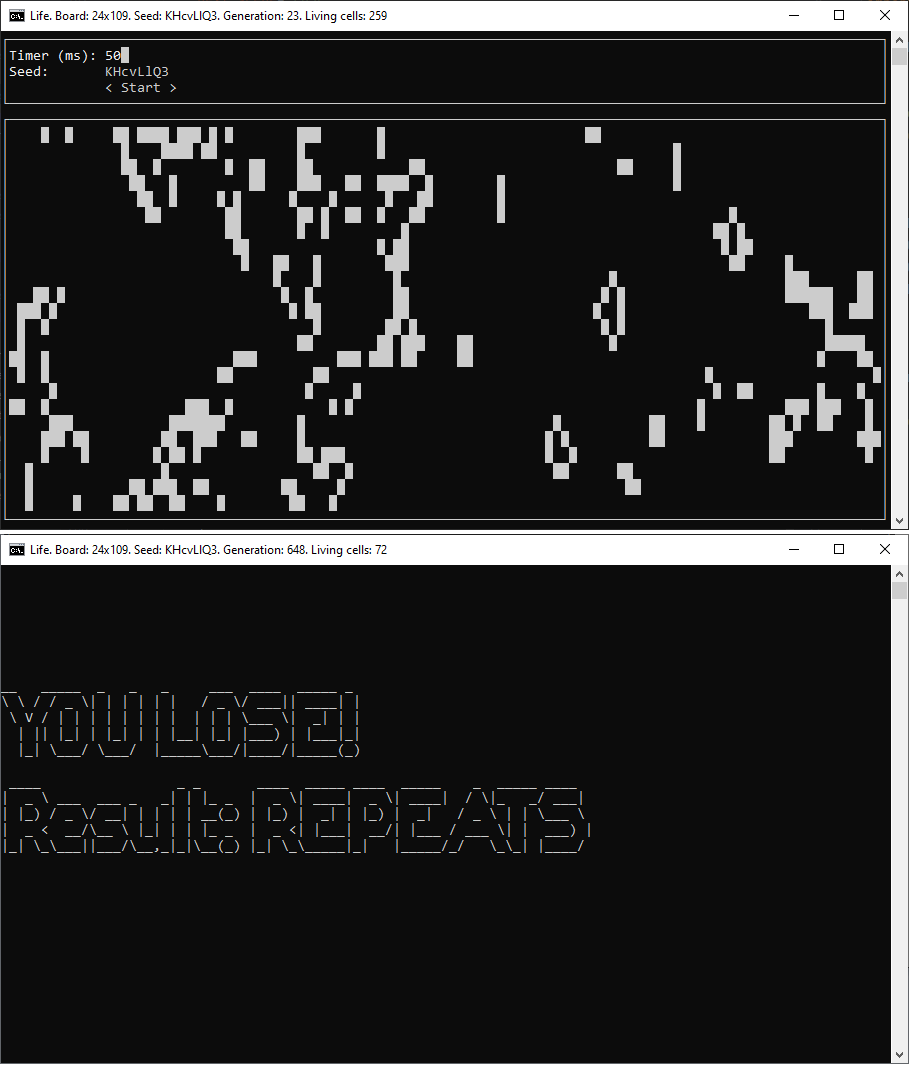 Life. Board: 24x109. Seed: KHcvLlQ3. Generation: 23. Living cells: 259
Timer (ms): 50
Seed: KHcvLlQ3
< Start >
Life. Board: 24x109. Seed: KHcvLlQ3. Generation: 648. Living cells: 72
YOU LOSE!
Result: REPEATS